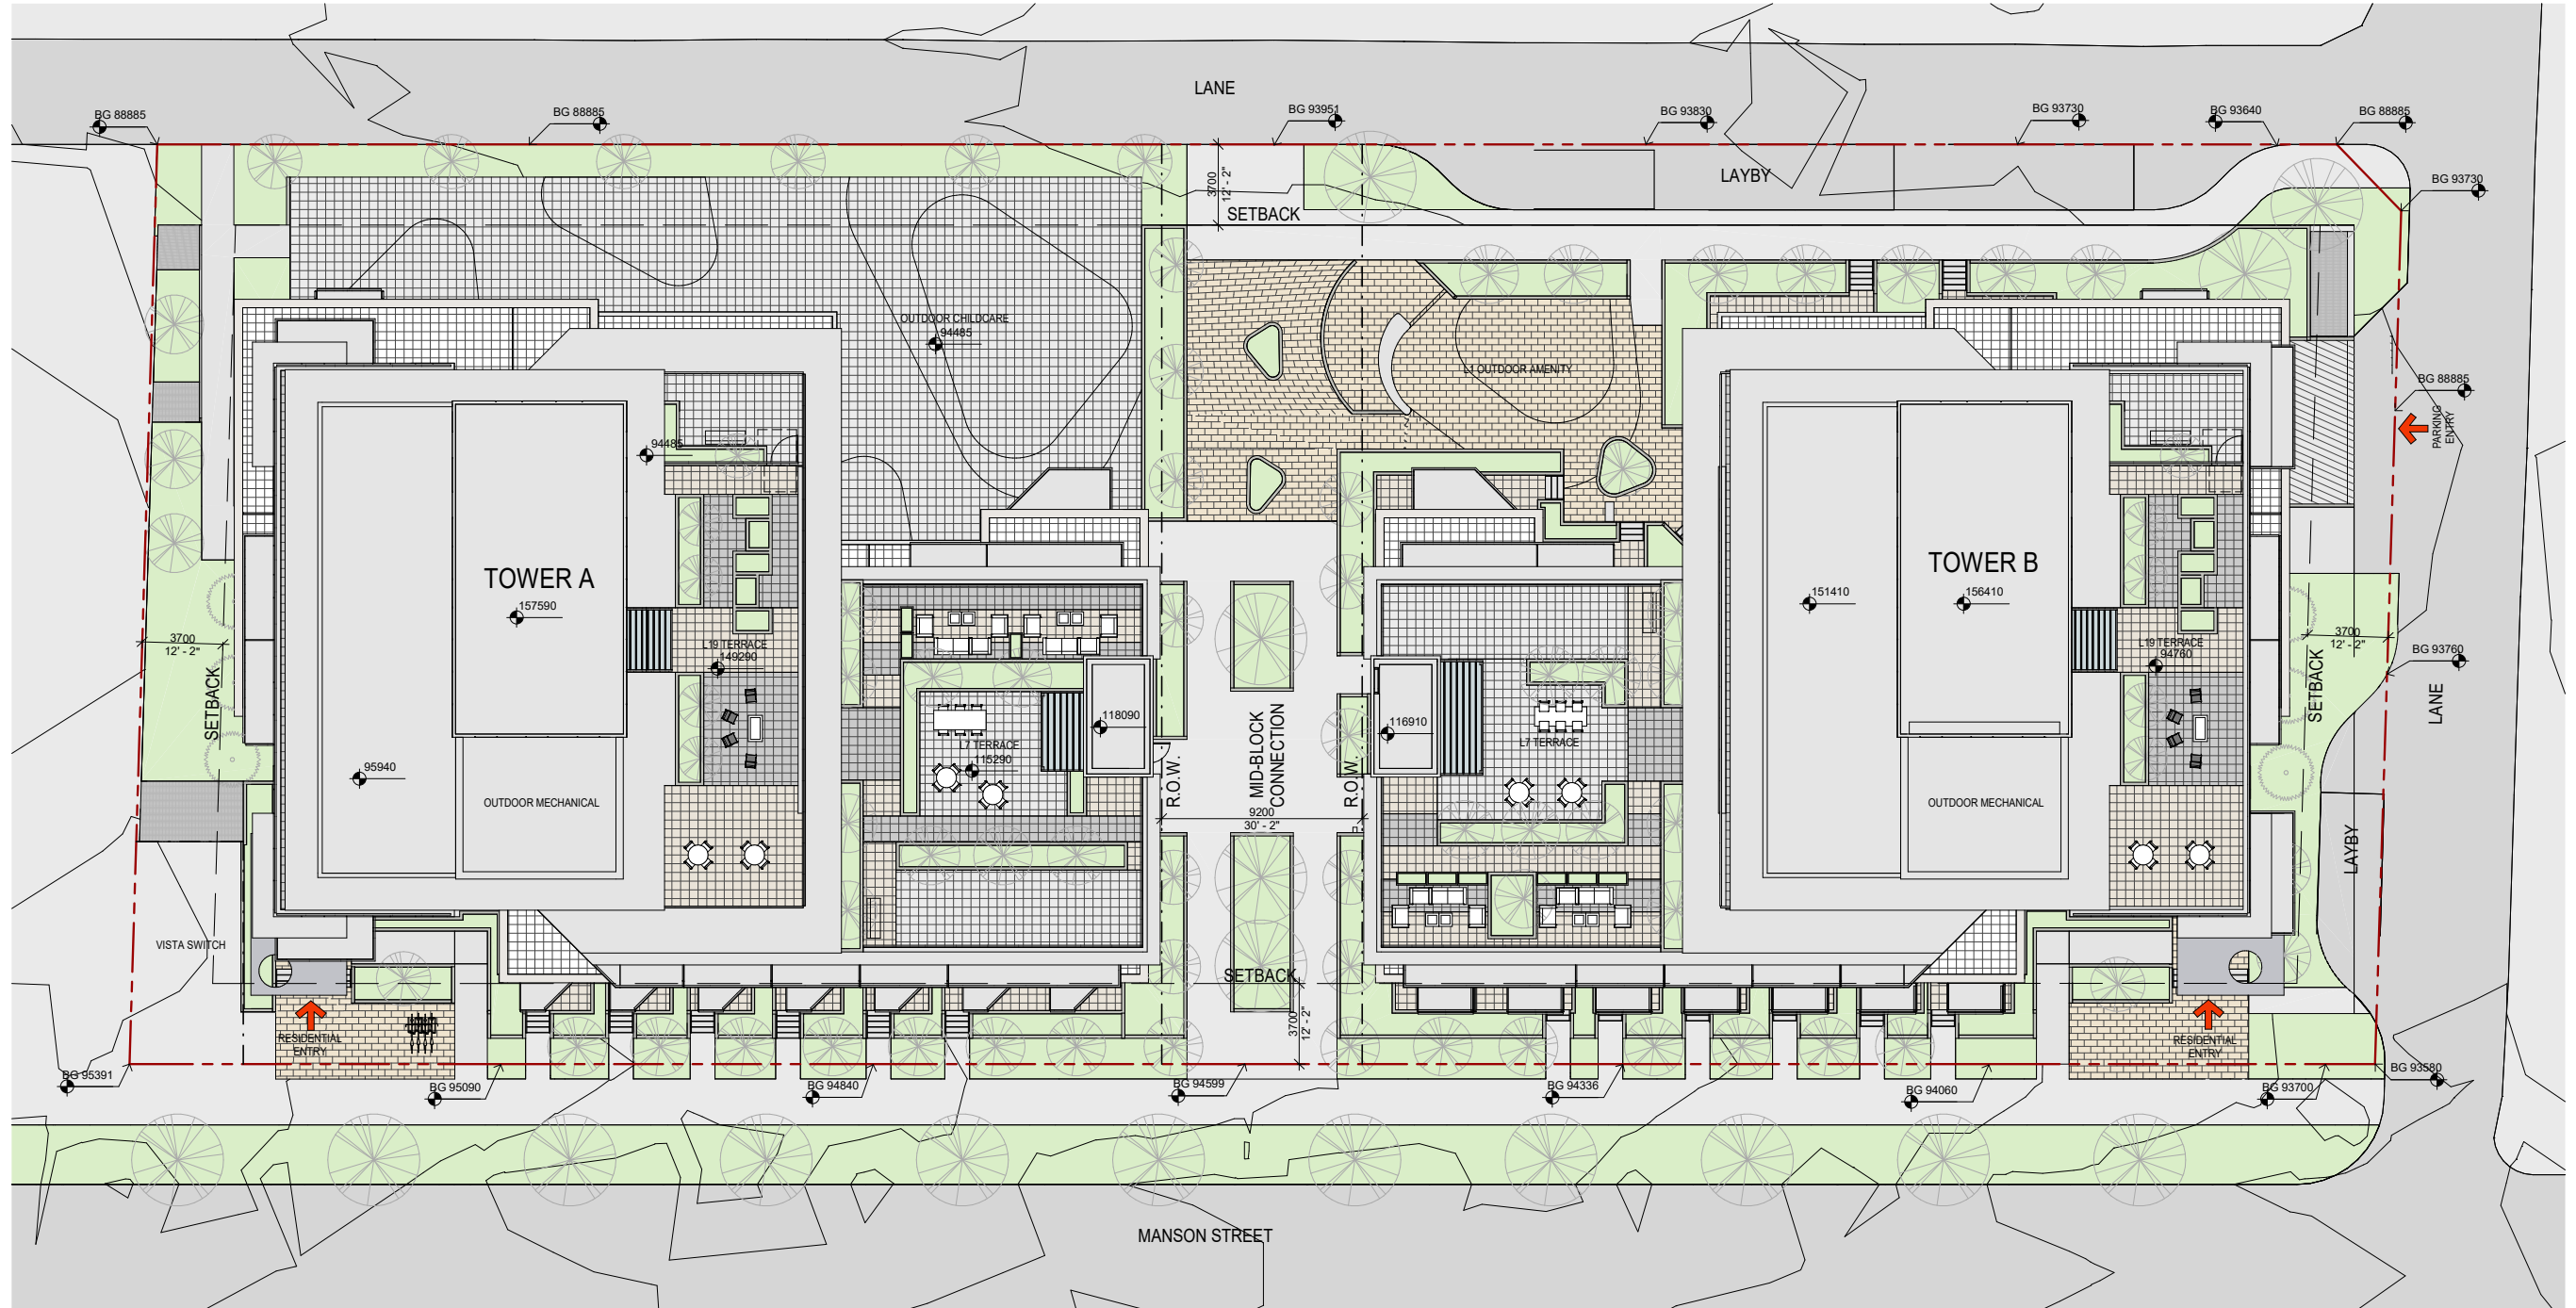 LANE
BG 88885
BG 88885
BG 93951
BG 93830
BG 93730
BG 93640
BG 88885
LAYBY
BG 93730
3700
12' - 2"
SETBACK
OUTDOOR CHILDCARE
94485
L1 OUTDOOR AMENITY
BG 88885
PARKING
ENTRY
94485
TOWER A
157590
TOWER B
151410
156410
3700
12' - 2"
SETBACK
L19 TERRACE
149290
L19 TERRACE
94760
3700
12' - 2"
SETBACK
BG 93760
LANE
118090
116910
L7 TERRACE
115290
L7 TERRACE
R.O.W.
MID-BLOCK
CONNECTION
R.O.W.
9200
30' - 2"
95940
OUTDOOR MECHANICAL
OUTDOOR MECHANICAL
LAYBY
VISTA SWITCH
SETBACK
3700
12' - 2"
RESIDENTIAL
ENTRY
RESIDENTIAL
ENTRY
BG 95391
BG 95090
BG 94840
BG 94599
BG 94336
BG 94060
BG 93700
BG 93580
MANSON STREET